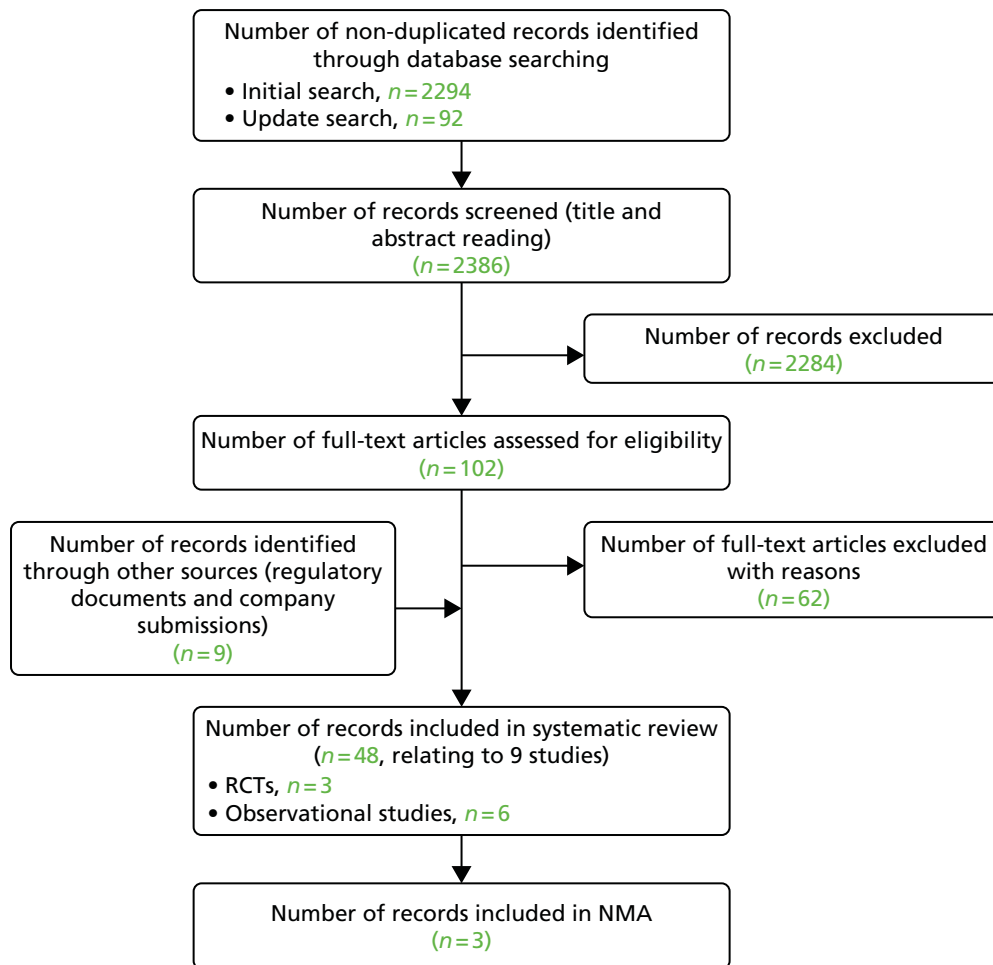 Number of non-duplicated records identified
through database searching
• Initial search, n=2294
• Update search, n=92
Number of records screened (title and
abstract reading)
(n=2386)
Number of records excluded
(n=2284)
Number of full-text articles assessed for eligibility
(n=102)
Number of records identified
through other sources (regulatory
documents and company
submissions)
(n=9)
Number of full-text articles excluded
with reasons
(n=62)
Number of records included in systematic review
(n=48, relating to 9 studies)
• RCTs, n=3
• Observational studies, n=6
Number of records included in NMA
(n=3)